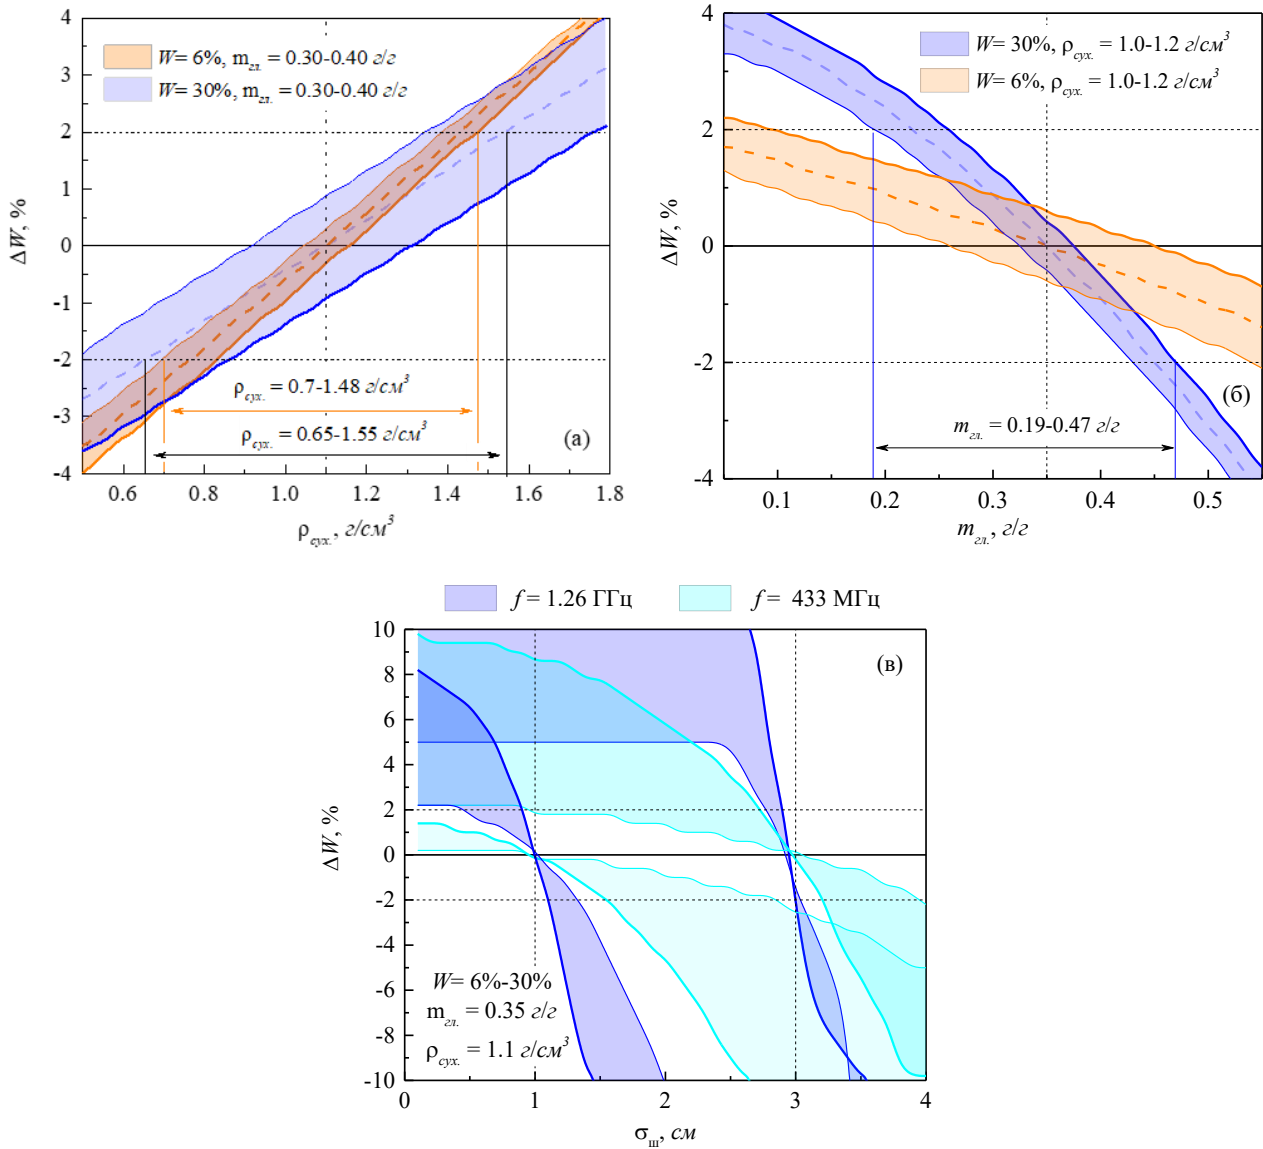 4
3
2
1
0
-1
-2
-3
-4
ΔW, %
W= 6%, mгл. = 0.30-0.40 г/г
W= 30%, mгл. = 0.30-0.40 г/г
ρсух. = 0.7-1.48 г/см³
ρсух. = 0.65-1.55 г/см³
(а)
0.6 0.8 1.0 1.2 1.4 1.6 1.8
ρсух., г/см³
4
2
0
-2
-4
ΔW, %
W= 30%, ρсух. = 1.0-1.2 г/см³
W= 6%, ρсух. = 1.0-1.2 г/см³
(б)
mгл. = 0.19-0.47 г/г
0.1 0.2 0.3 0.4 0.5
mгл., г/г
f = 1.26 ГГц f = 433 МГц
10
8
6
4
2
0
-2
-4
-6
-8
-10
ΔW, %
(в)
W= 6%-30%
mгл. = 0.35 г/г
ρсух. = 1.1 г/см³
0 1 2 3 4
σш, см